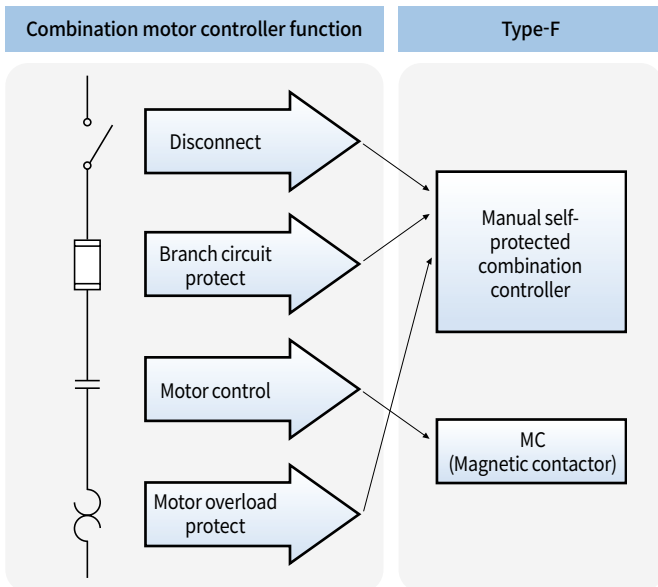 Combination motor controller function
Type-F
Disconnect
Branch circuit
protect
Motor control
Motor overload
protect
Manual self-
protected
combination
controller
MC
(Magnetic contactor)